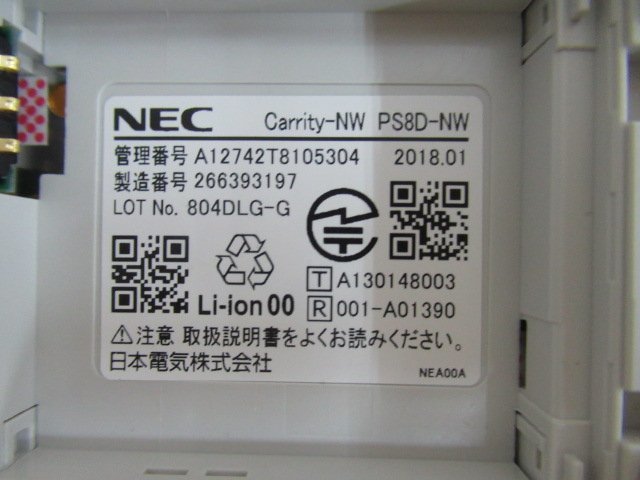 NEC Carrity-NW PS8D-NW
管理番号 A12742T8105304 2018.01
製造番号 266393197
LOT No. 804DLG-G
T A130148003
Li-ion 00 R 001-A01390
⚠注意 取扱説明書をよくお読みください。
日本電気株式会社 NEA00A